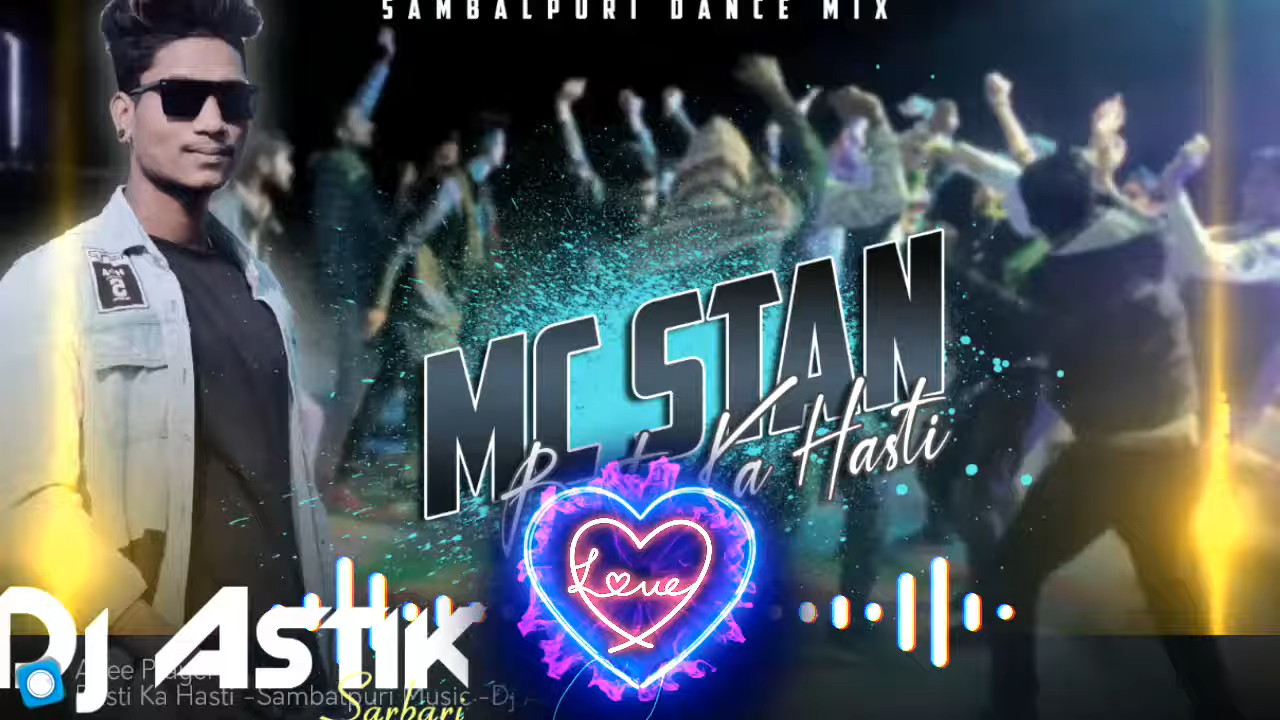 SAMBALPURI DANCE MIX
MC STAN
Ka Hasti
Love
DJ ASTIK
Sarbari
sti Ka Hasti - Sambalpuri Music - Dj A